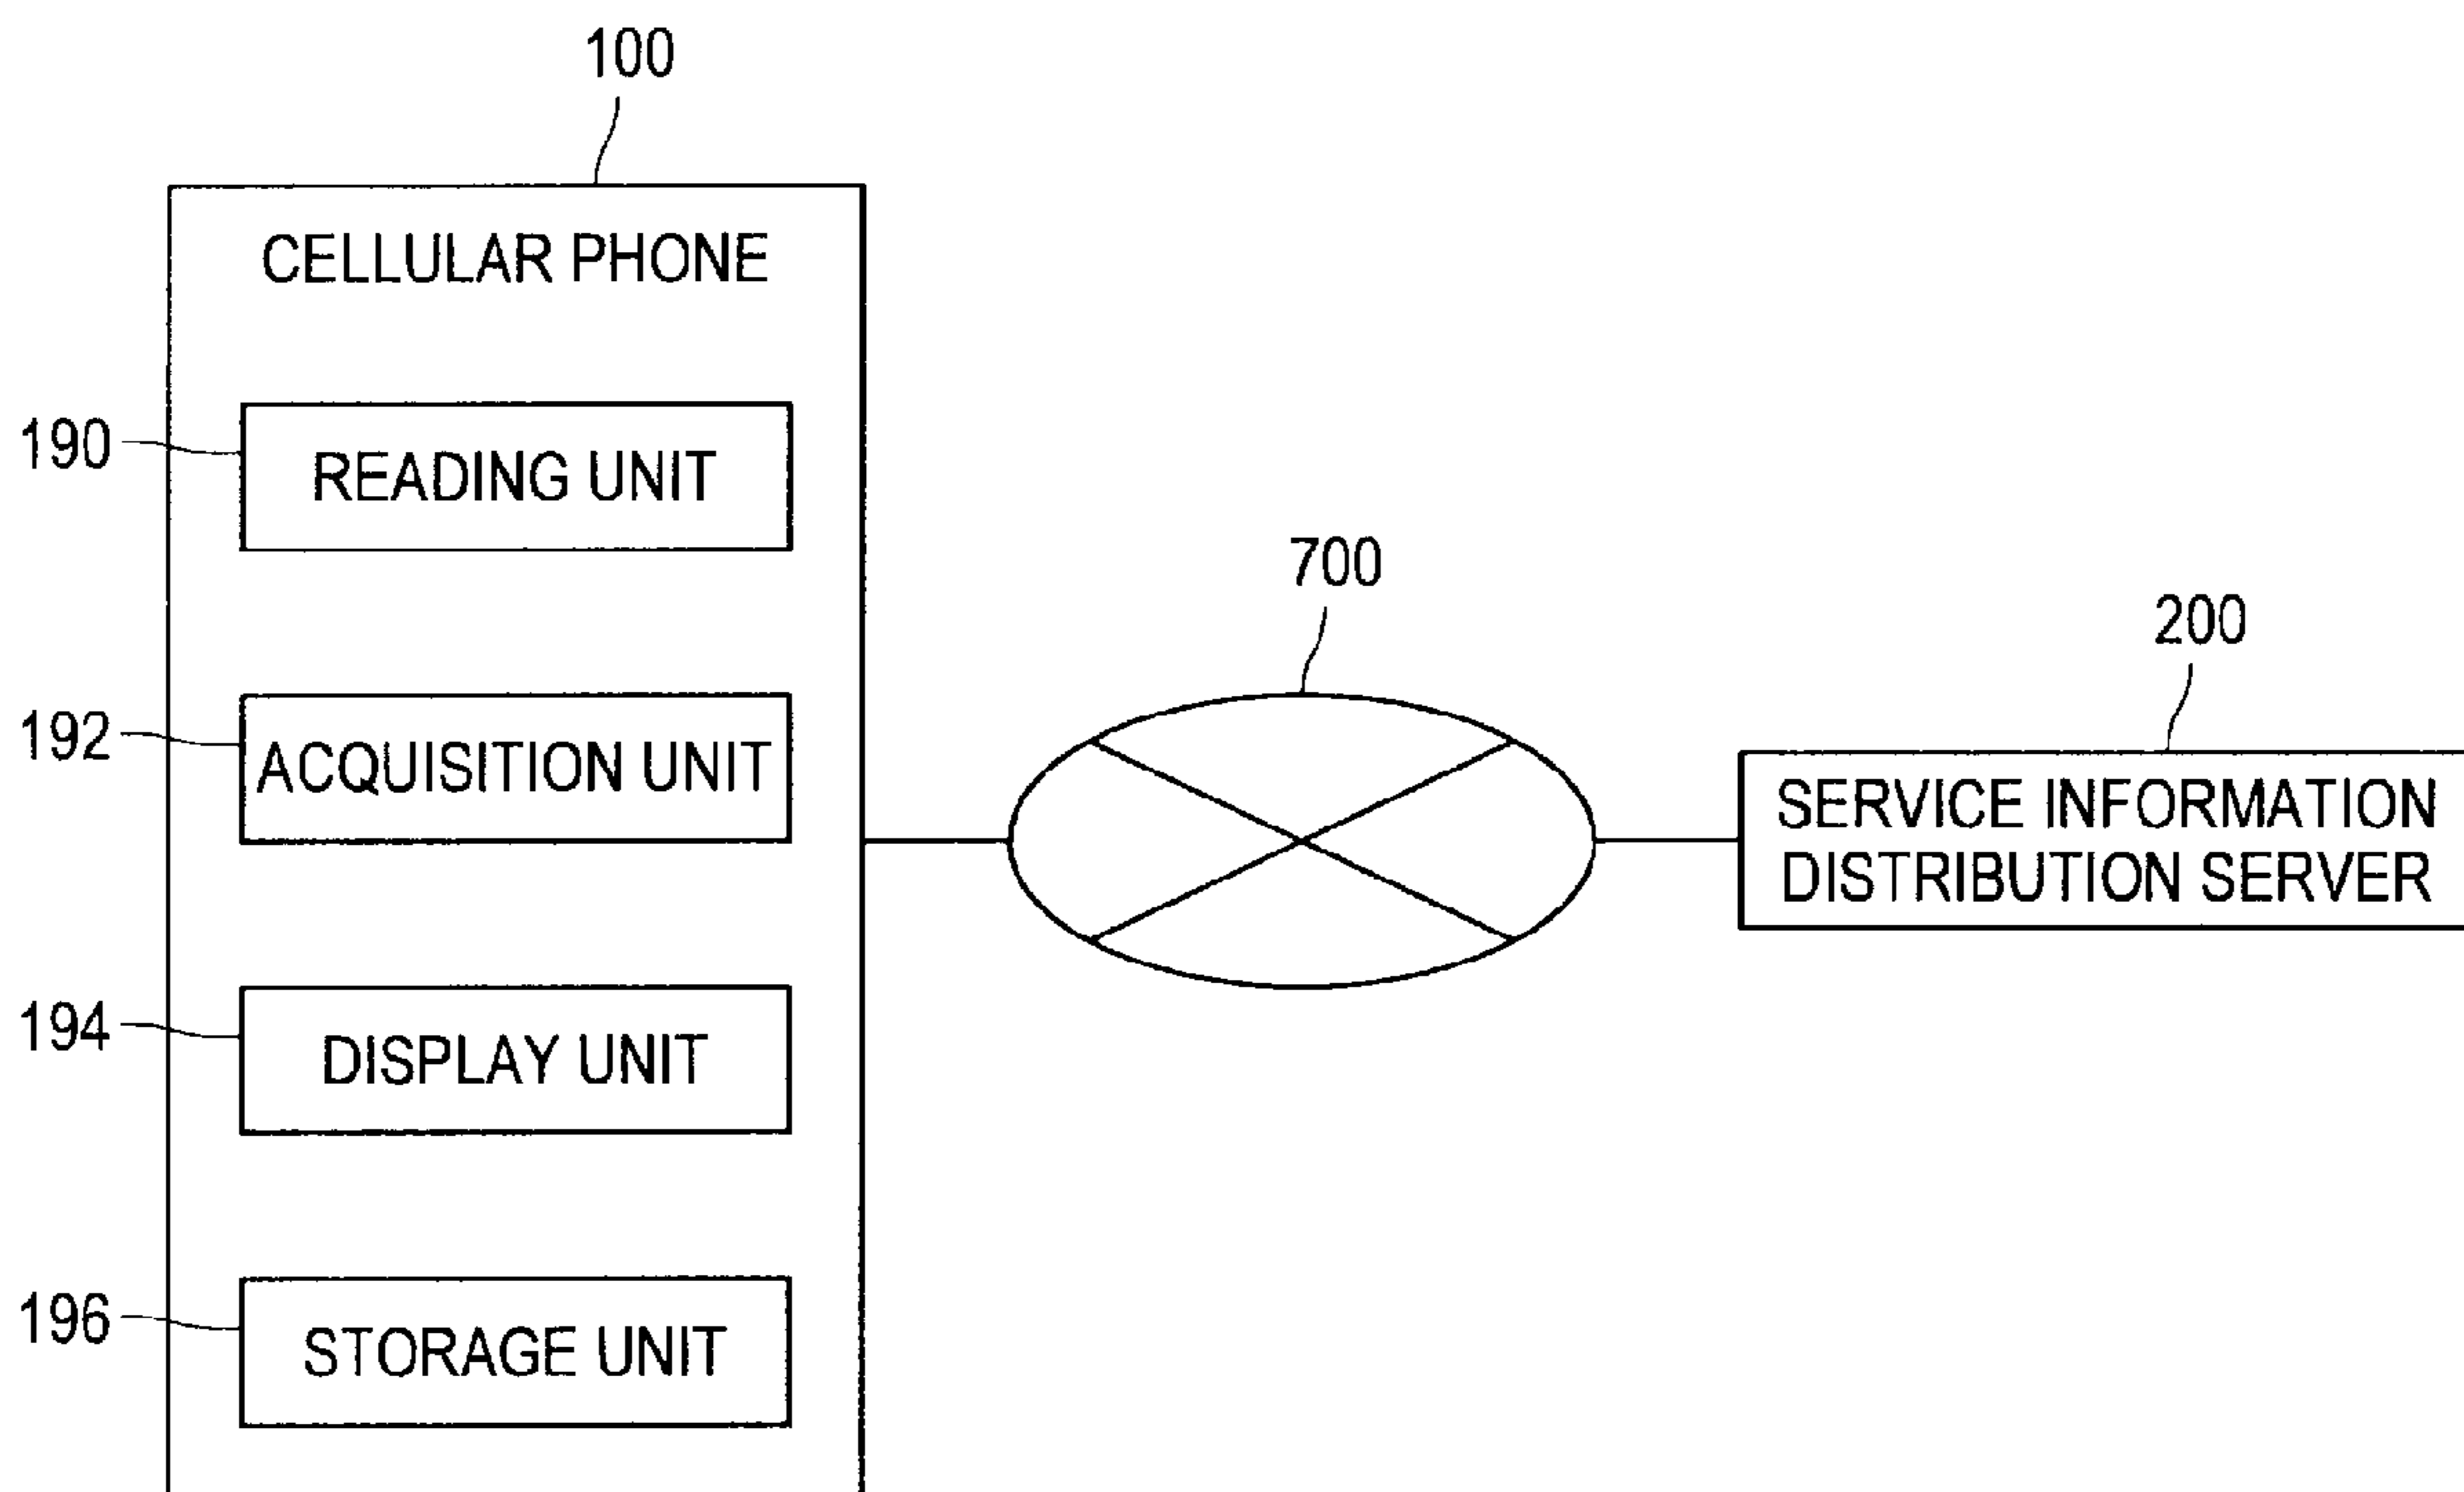 100
CELLULAR PHONE
190
READING UNIT
700
200
192
ACQUISITION UNIT
SERVICE INFORMATION
DISTRIBUTION SERVER
194
DISPLAY UNIT
196
STORAGE UNIT